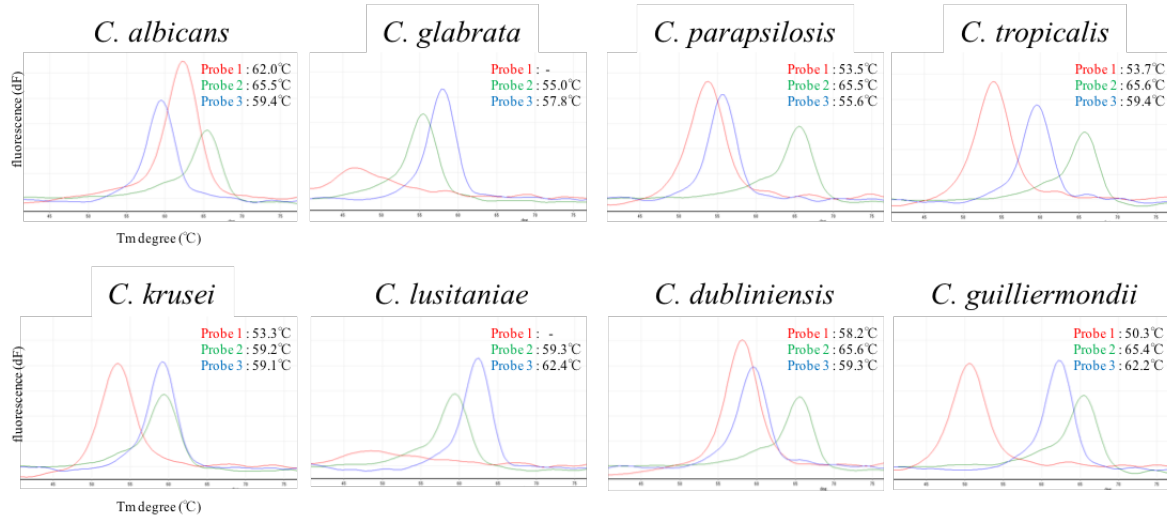 C. albicans
C. glabrata
C. parapsilosis
C. tropicalis
Probe 1 : 62.0℃
Probe 2 : 65.5℃
Probe 3 : 59.4℃
Probe 1 : -
Probe 2 : 55.0℃
Probe 3 : 57.8℃
Probe 1 : 53.5℃
Probe 2 : 65.5℃
Probe 3 : 55.6℃
Probe 1 : 53.7℃
Probe 2 : 65.6℃
Probe 3 : 59.4℃
fluorescence (dF)
Tm degree (℃)
C. krusei
C. lusitaniae
C. dubliniensis
C. guilliermondii
Probe 1 : 53.3℃
Probe 2 : 59.2℃
Probe 3 : 59.1℃
Probe 1 : -
Probe 2 : 59.3℃
Probe 3 : 62.4℃
Probe 1 : 58.2℃
Probe 2 : 65.6℃
Probe 3 : 59.3℃
Probe 1 : 50.3℃
Probe 2 : 65.4℃
Probe 3 : 62.2℃
fluorescence (dF)
Tm degree (℃)